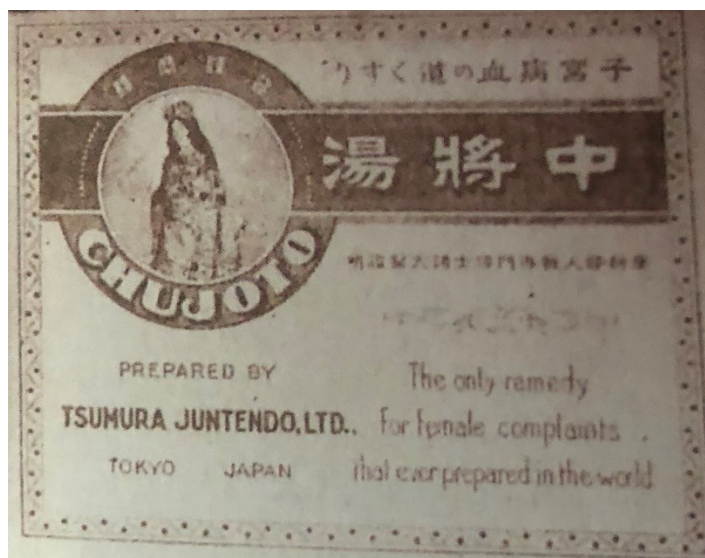 子宮病血の道くすり
中將湯
CHUJOTO
PREPARED BY
TSUMURA JUNTENDO, LTD.
TOKYO JAPAN
The only remedy
for female complaints
that ever prepared in the world